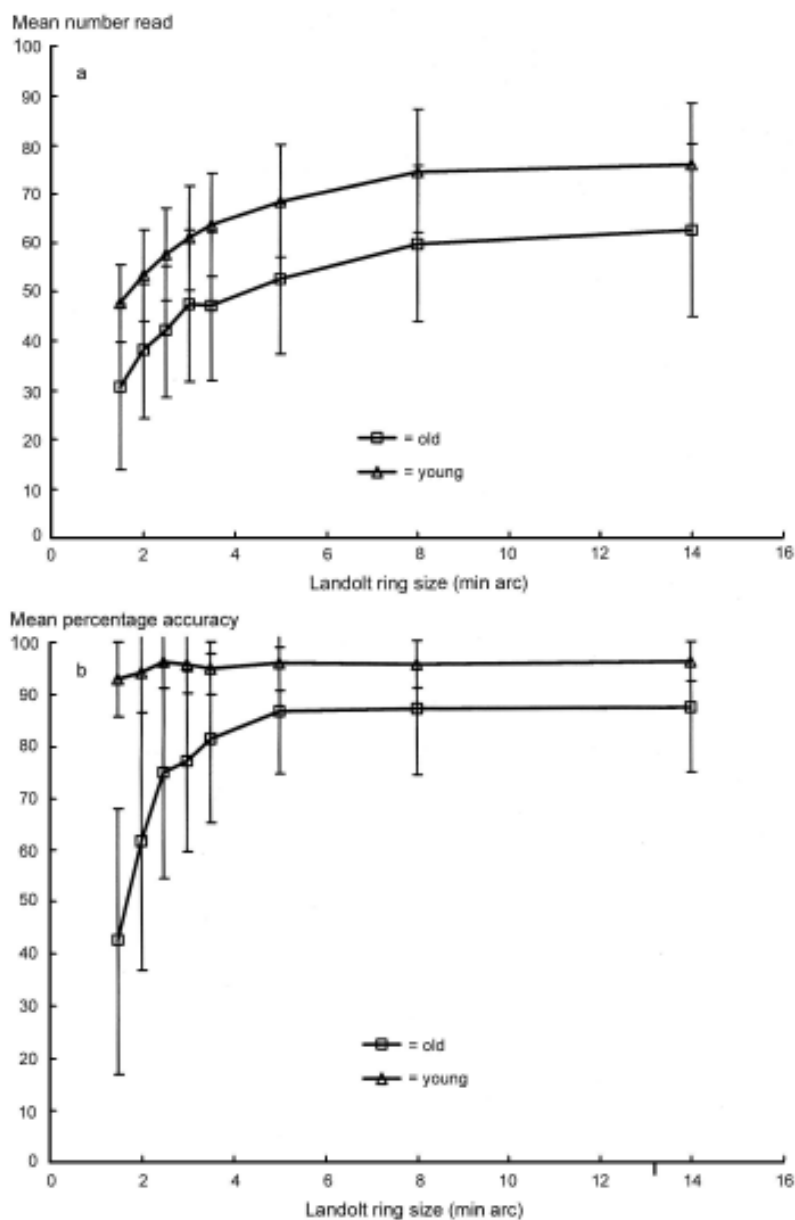 Mean number read
100
a
90
80
70
60
50
40
30
= old
20
= young
10
0
0 2 4 6 8 10 12 14 16
Landolt ring size (min arc)
Mean percentage accuracy
100
b
90
80
70
60
50
40
30
= old
20
= young
10
0
0 2 4 6 8 10 12 14 16
Landolt ring size (min arc)